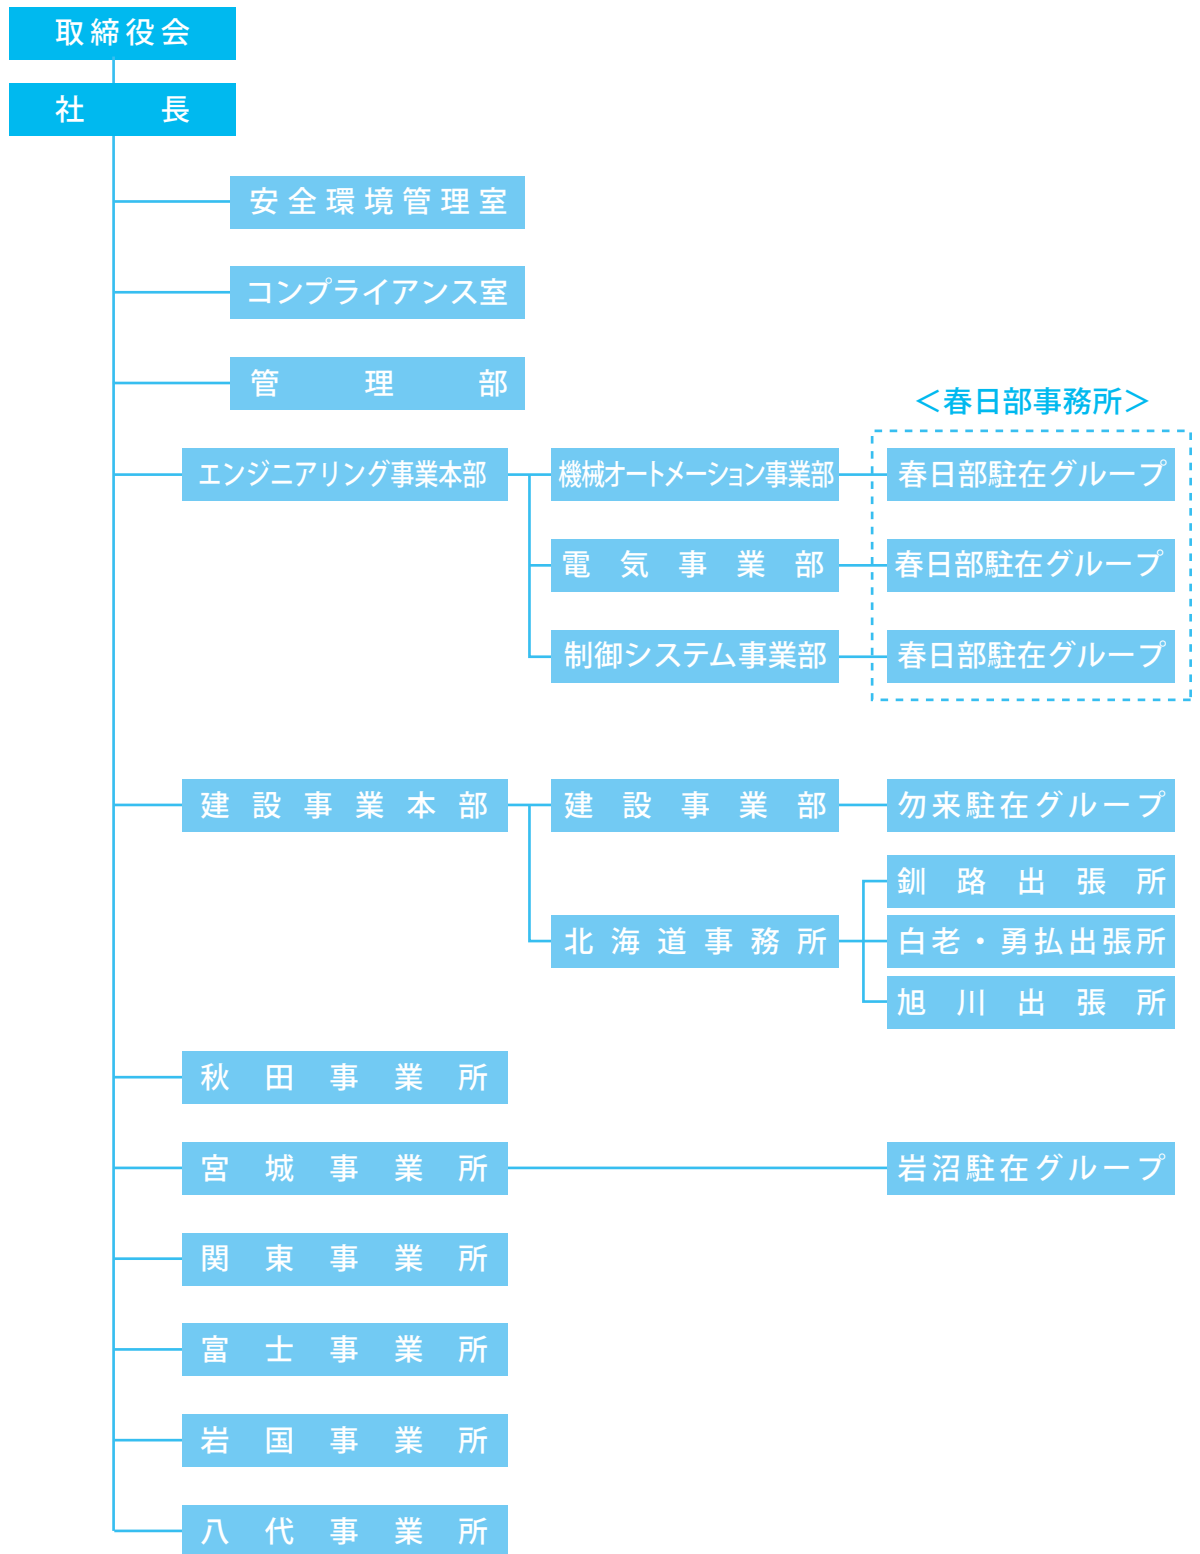 取締役会
社長
安全環境管理室
コンプライアンス室
管理部
＜春日部事務所＞
エンジニアリング事業本部
機械オートメーション事業部
春日部駐在グループ
電気事業部
春日部駐在グループ
制御システム事業部
春日部駐在グループ
建設事業本部
建設事業部
勿来駐在グループ
釧路出張所
北海道事務所
白老・勇払出張所
旭川出張所
秋田事業所
宮城事業所
岩沼駐在グループ
関東事業所
富士事業所
岩国事業所
八代事業所